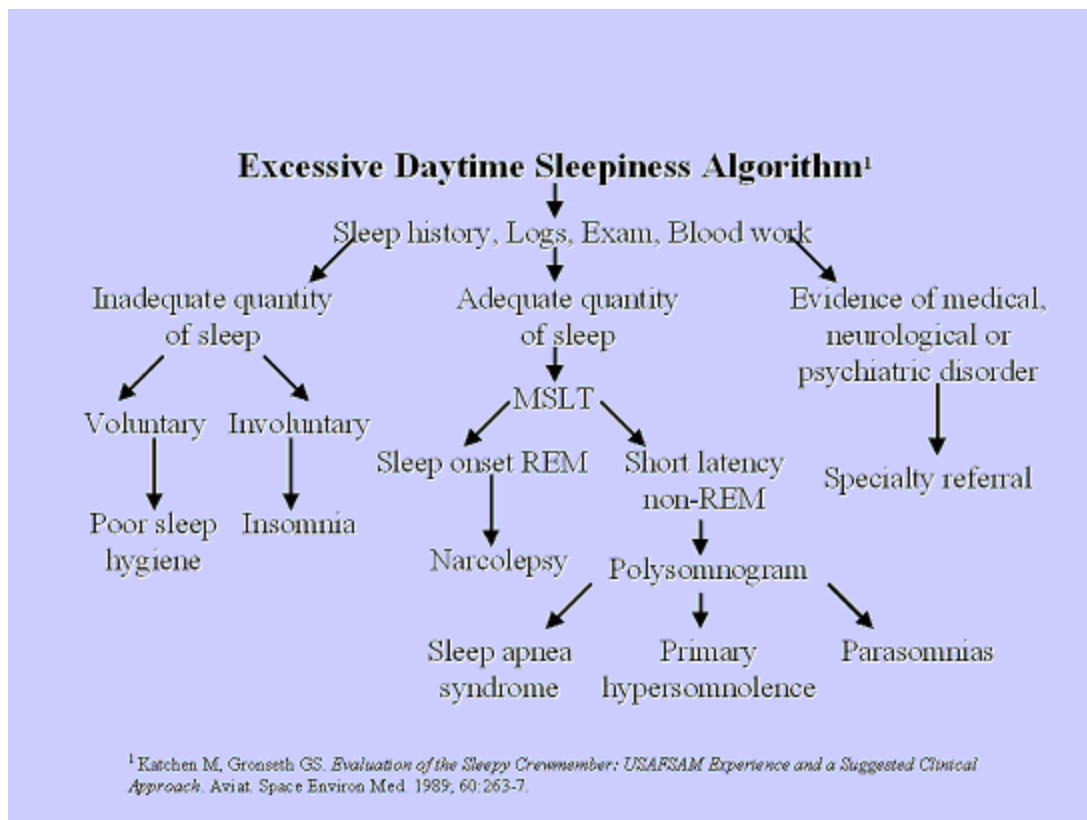 Excessive Daytime Sleepiness Algorithm¹
Sleep history, Logs, Exam, Blood work
Inadequate quantity
of sleep
Adequate quantity
of sleep
Evidence of medical,
neurological or
psychiatric disorder
MSLT
Voluntary
Involuntary
Sleep onset REM
Short latency
non-REM
Specialty referral
Poor sleep
hygiene
Insomnia
Narcolepsy
Polysomnogram
Sleep apnea
syndrome
Primary
hypersomnolence
Parasomnias
¹ Katchen M, Gronseth GS. Evaluation of the Sleepy Crewmember: USAFSAM Experience and a Suggested Clinical
Approach. Aviat. Space Environ Med. 1989; 60:263-7.